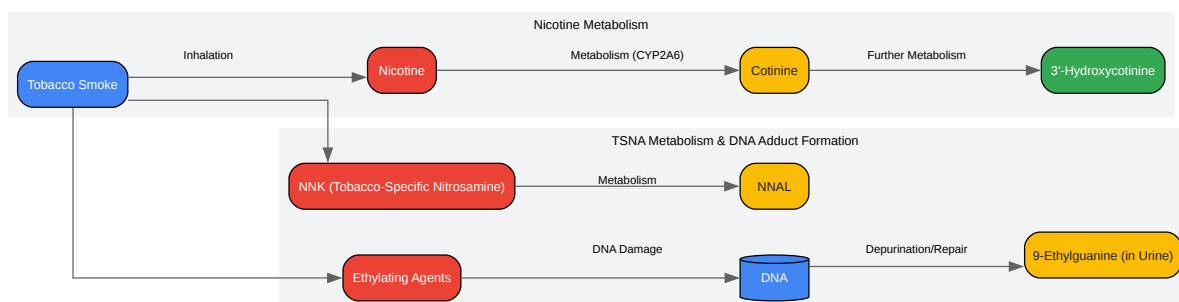 Nicotine Metabolism
Inhalation
Metabolism (CYP2A6)
Further Metabolism
Tobacco Smoke
Nicotine
Cotinine
3'-Hydroxycotinine
TSNA Metabolism & DNA Adduct Formation
NNK (Tobacco-Specific Nitrosamine)
Metabolism
NNAL
DNA Damage
Depurination/Repair
Ethylating Agents
DNA
9-Ethylguanine (in Urine)